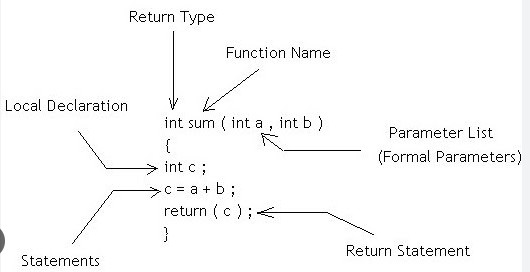 Return Type
Function Name
Local Declaration
int sum ( int a , int b )
Parameter List
(Formal Parameters)
{
int c ;
c = a + b ;
return ( c ) ;
}
Statements
Return Statement